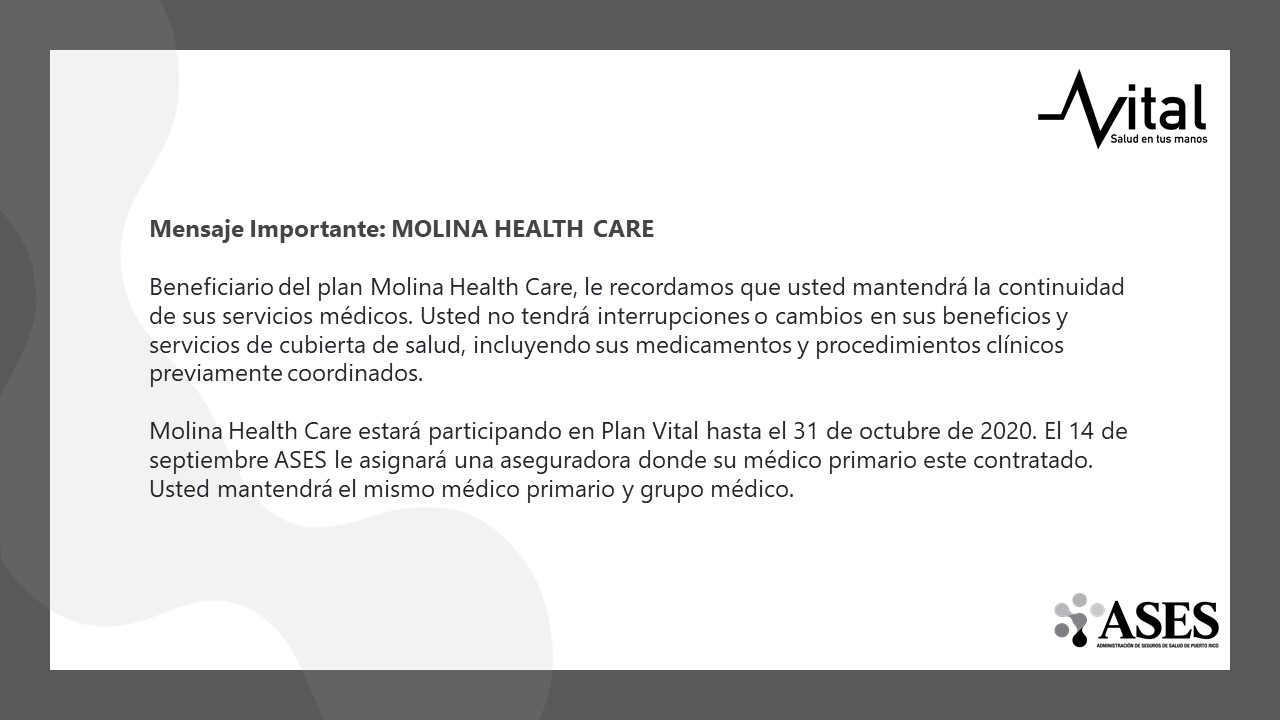 Vital
Salud en tus manos
Mensaje Importante: MOLINA HEALTH CARE
Beneficiario del plan Molina Health Care, le recordamos que usted mantendrá la continuidad
de sus servicios médicos. Usted no tendrá interrupciones o cambios en sus beneficios y
servicios de cubierta de salud, incluyendo sus medicamentos y procedimientos clínicos
previamente coordinados.
Molina Health Care estará participando en Plan Vital hasta el 31 de octubre de 2020. El 14 de
septiembre ASES le asignará una aseguradora donde su médico primario este contratado.
Usted mantendrá el mismo médico primario y grupo médico.
ASES
ADMINISTRACIÓN DE SEGUROS DE SALUD DE PUERTO RICO